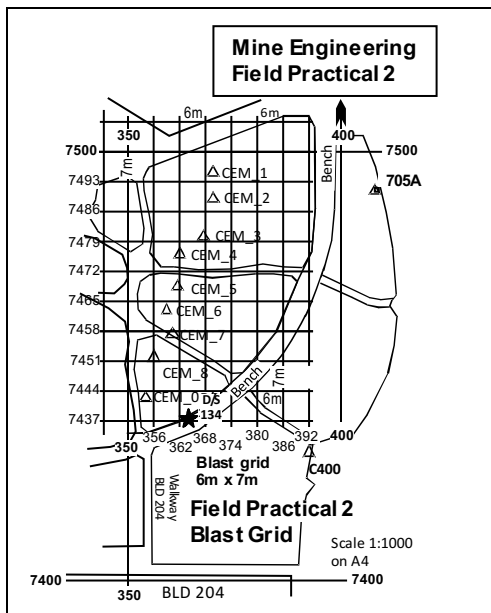 Mine Engineering
Field Practical 2
6m
6m
350
400
7500
7500
7m
Bench
7493
CEM_1
705A
7486
CEM_2
7479
CEM_3
CEM_4
7472
CEM_5
7465
CEM_6
7458
CEM_7
7451
CEM_8
Bench
7m
7444
CEM_0
D/S
6m
134
7437
350
356
362
368
374
380
386
392
400
Blast grid
6m x 7m
C400
Walkway
BLD 204
Field Practical 2
Blast Grid
Scale 1:1000
on A4
7400
7400
350
BLD 204